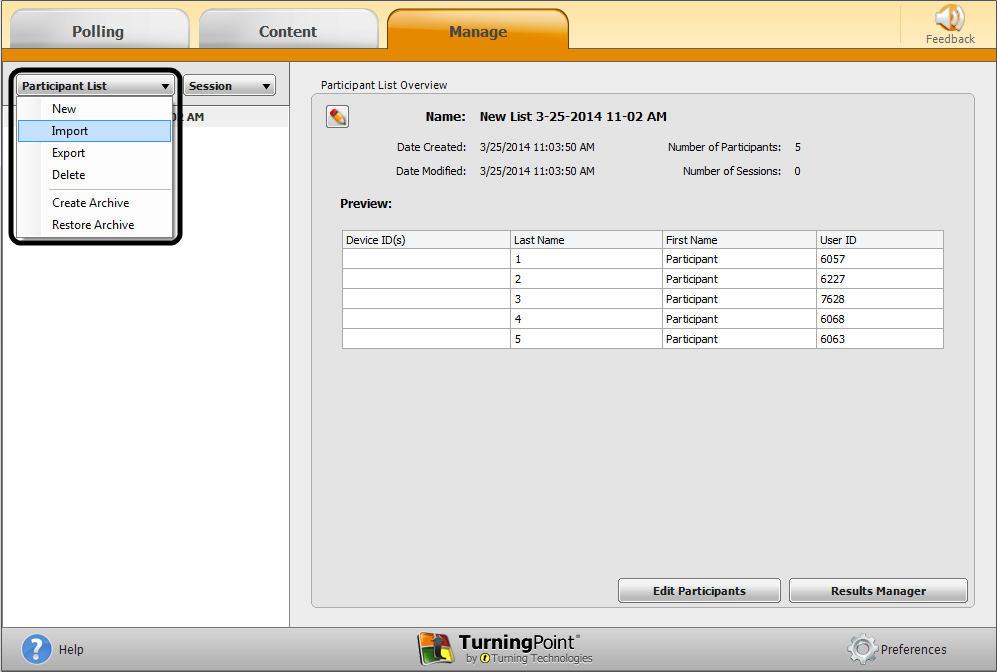 Polling
Content
Manage
Feedback
Participant List
Session
New
Import
Export
Delete
Create Archive
Restore Archive
2 AM
Participant List Overview
Name: New List 3-25-2014 11-02 AM
Date Created: 3/25/2014 11:03:50 AM Number of Participants: 5
Date Modified: 3/25/2014 11:03:50 AM Number of Sessions: 0
Preview:
Device ID(s) Last Name First Name User ID
1 Participant 6057
2 Participant 6227
3 Participant 7628
4 Participant 6068
5 Participant 6063
Edit Participants Results Manager
? Help
TurningPoint®
by Turning Technologies
Preferences